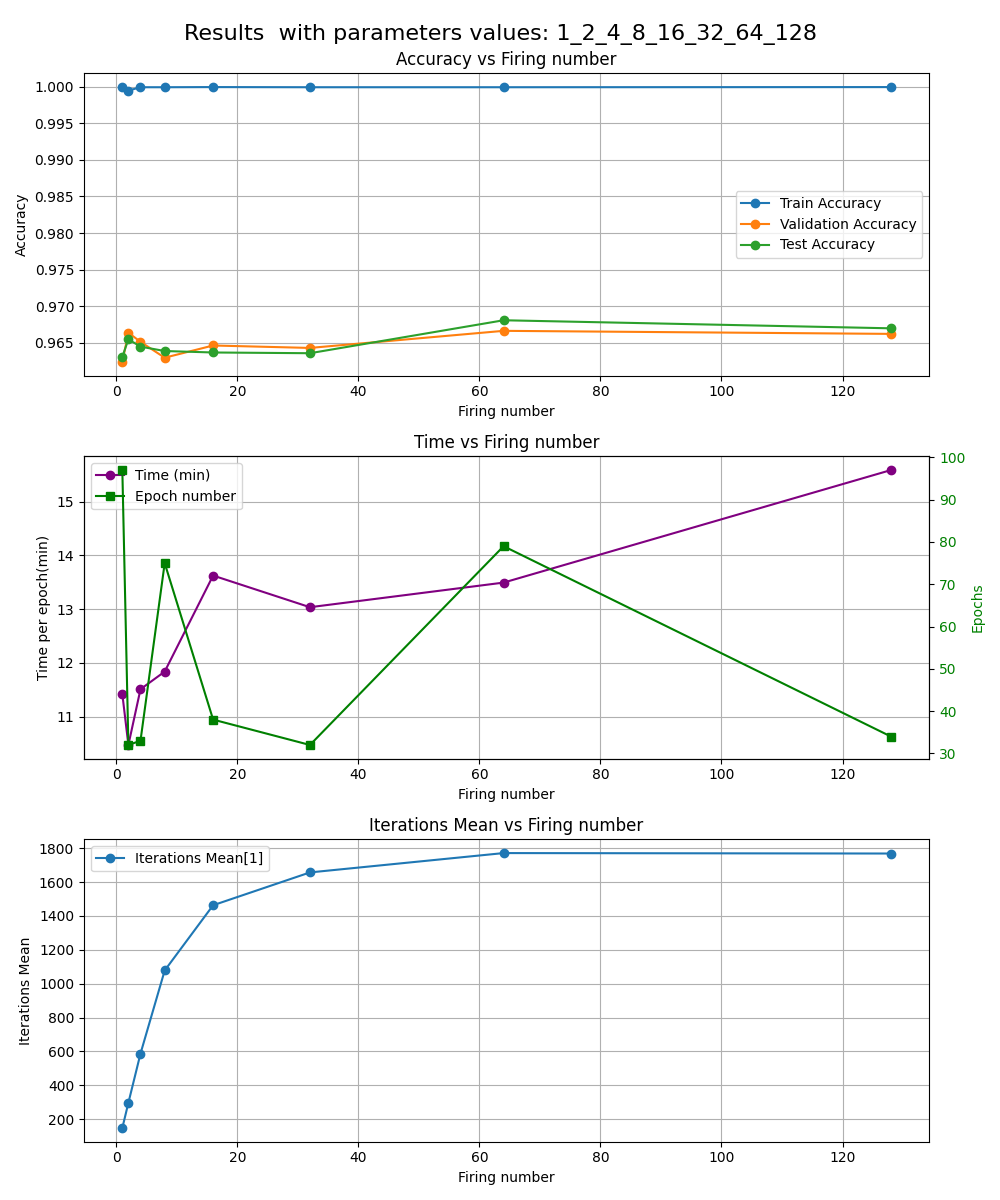 Results  with parameters values: 1_2_4_8_16_32_64_128
Accuracy vs Firing number
1.000
0.995
0.990
0.985
0.980
0.975
0.970
0.965
Accuracy
Train Accuracy
Validation Accuracy
Test Accuracy
0 20 40 60 80 100 120
Firing number
Time vs Firing number
Time (min)
Epoch number
15
14
13
12
11
Time per epoch(min)
100
90
80
70
60
50
40
30
Epochs
0 20 40 60 80 100 120
Firing number
Iterations Mean vs Firing number
Iterations Mean[1]
1800
1600
1400
1200
1000
800
600
400
200
Iterations Mean
0 20 40 60 80 100 120
Firing number